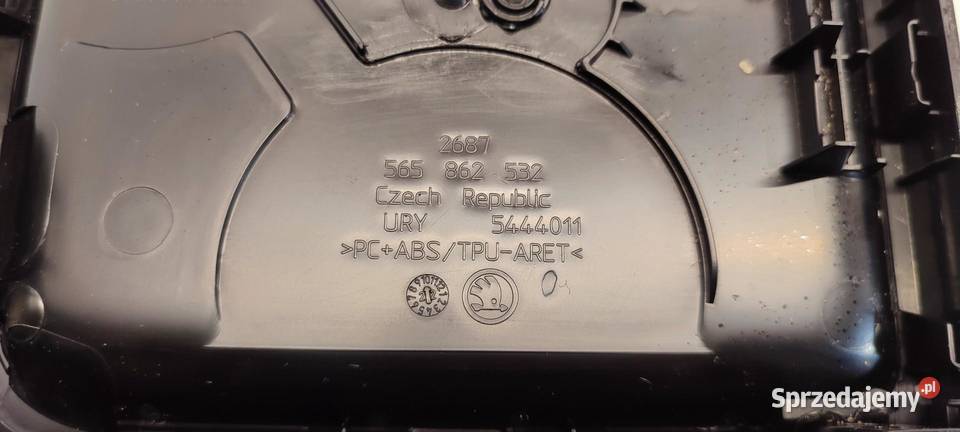 2687
565 862 532
Czech Republic
URY 5444011
>PC+ABS/TPU-ARET<
Sprzedajemy.pl